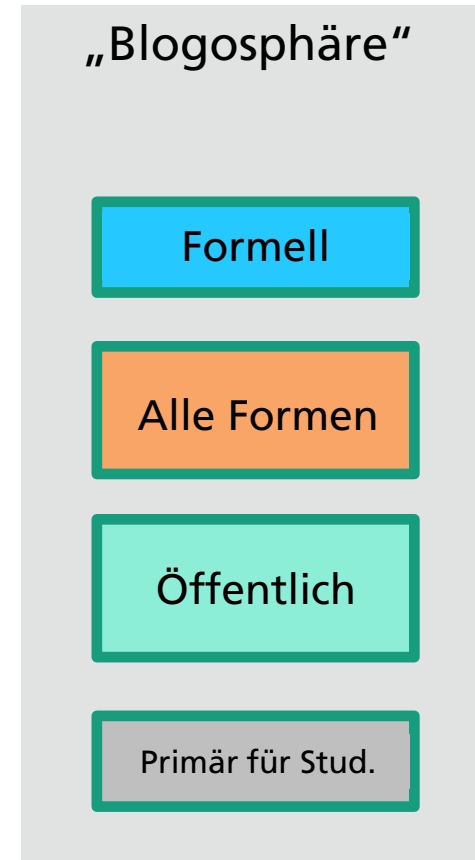 „Blogosphäre“
Formell
Alle Formen
Öffentlich
Primär für Stud.